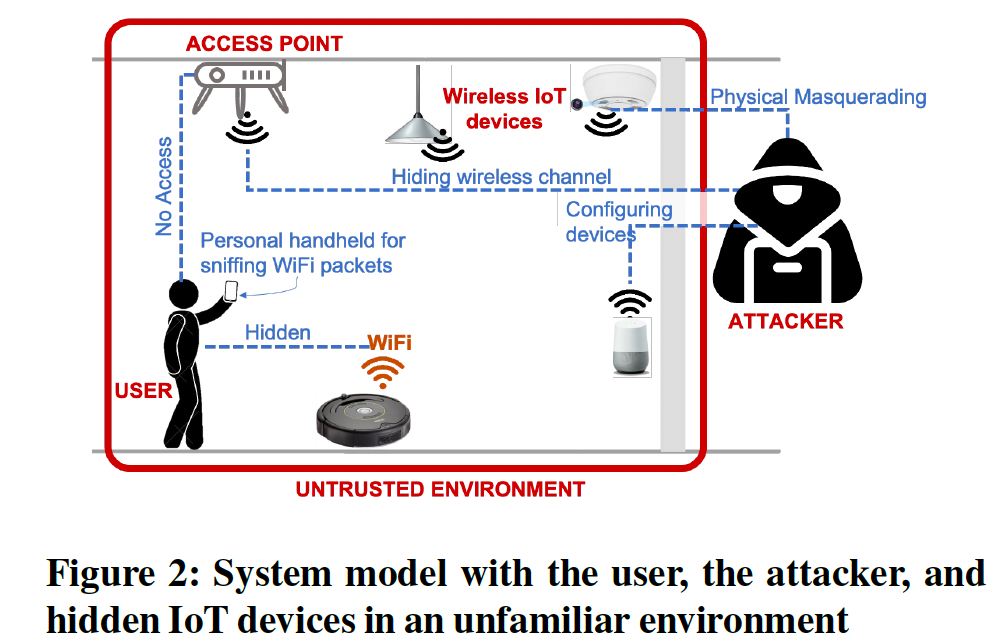 ACCESS POINT
Wireless IoT
devices
Physical Masquerading
No Access
Hiding wireless channel
Configuring
devices
Personal handheld for
sniffing WiFi packets
ATTACKER
Hidden
WiFi
USER
UNTRUSTED ENVIRONMENT
Figure 2: System model with the user, the attacker, and
hidden IoT devices in an unfamiliar environment